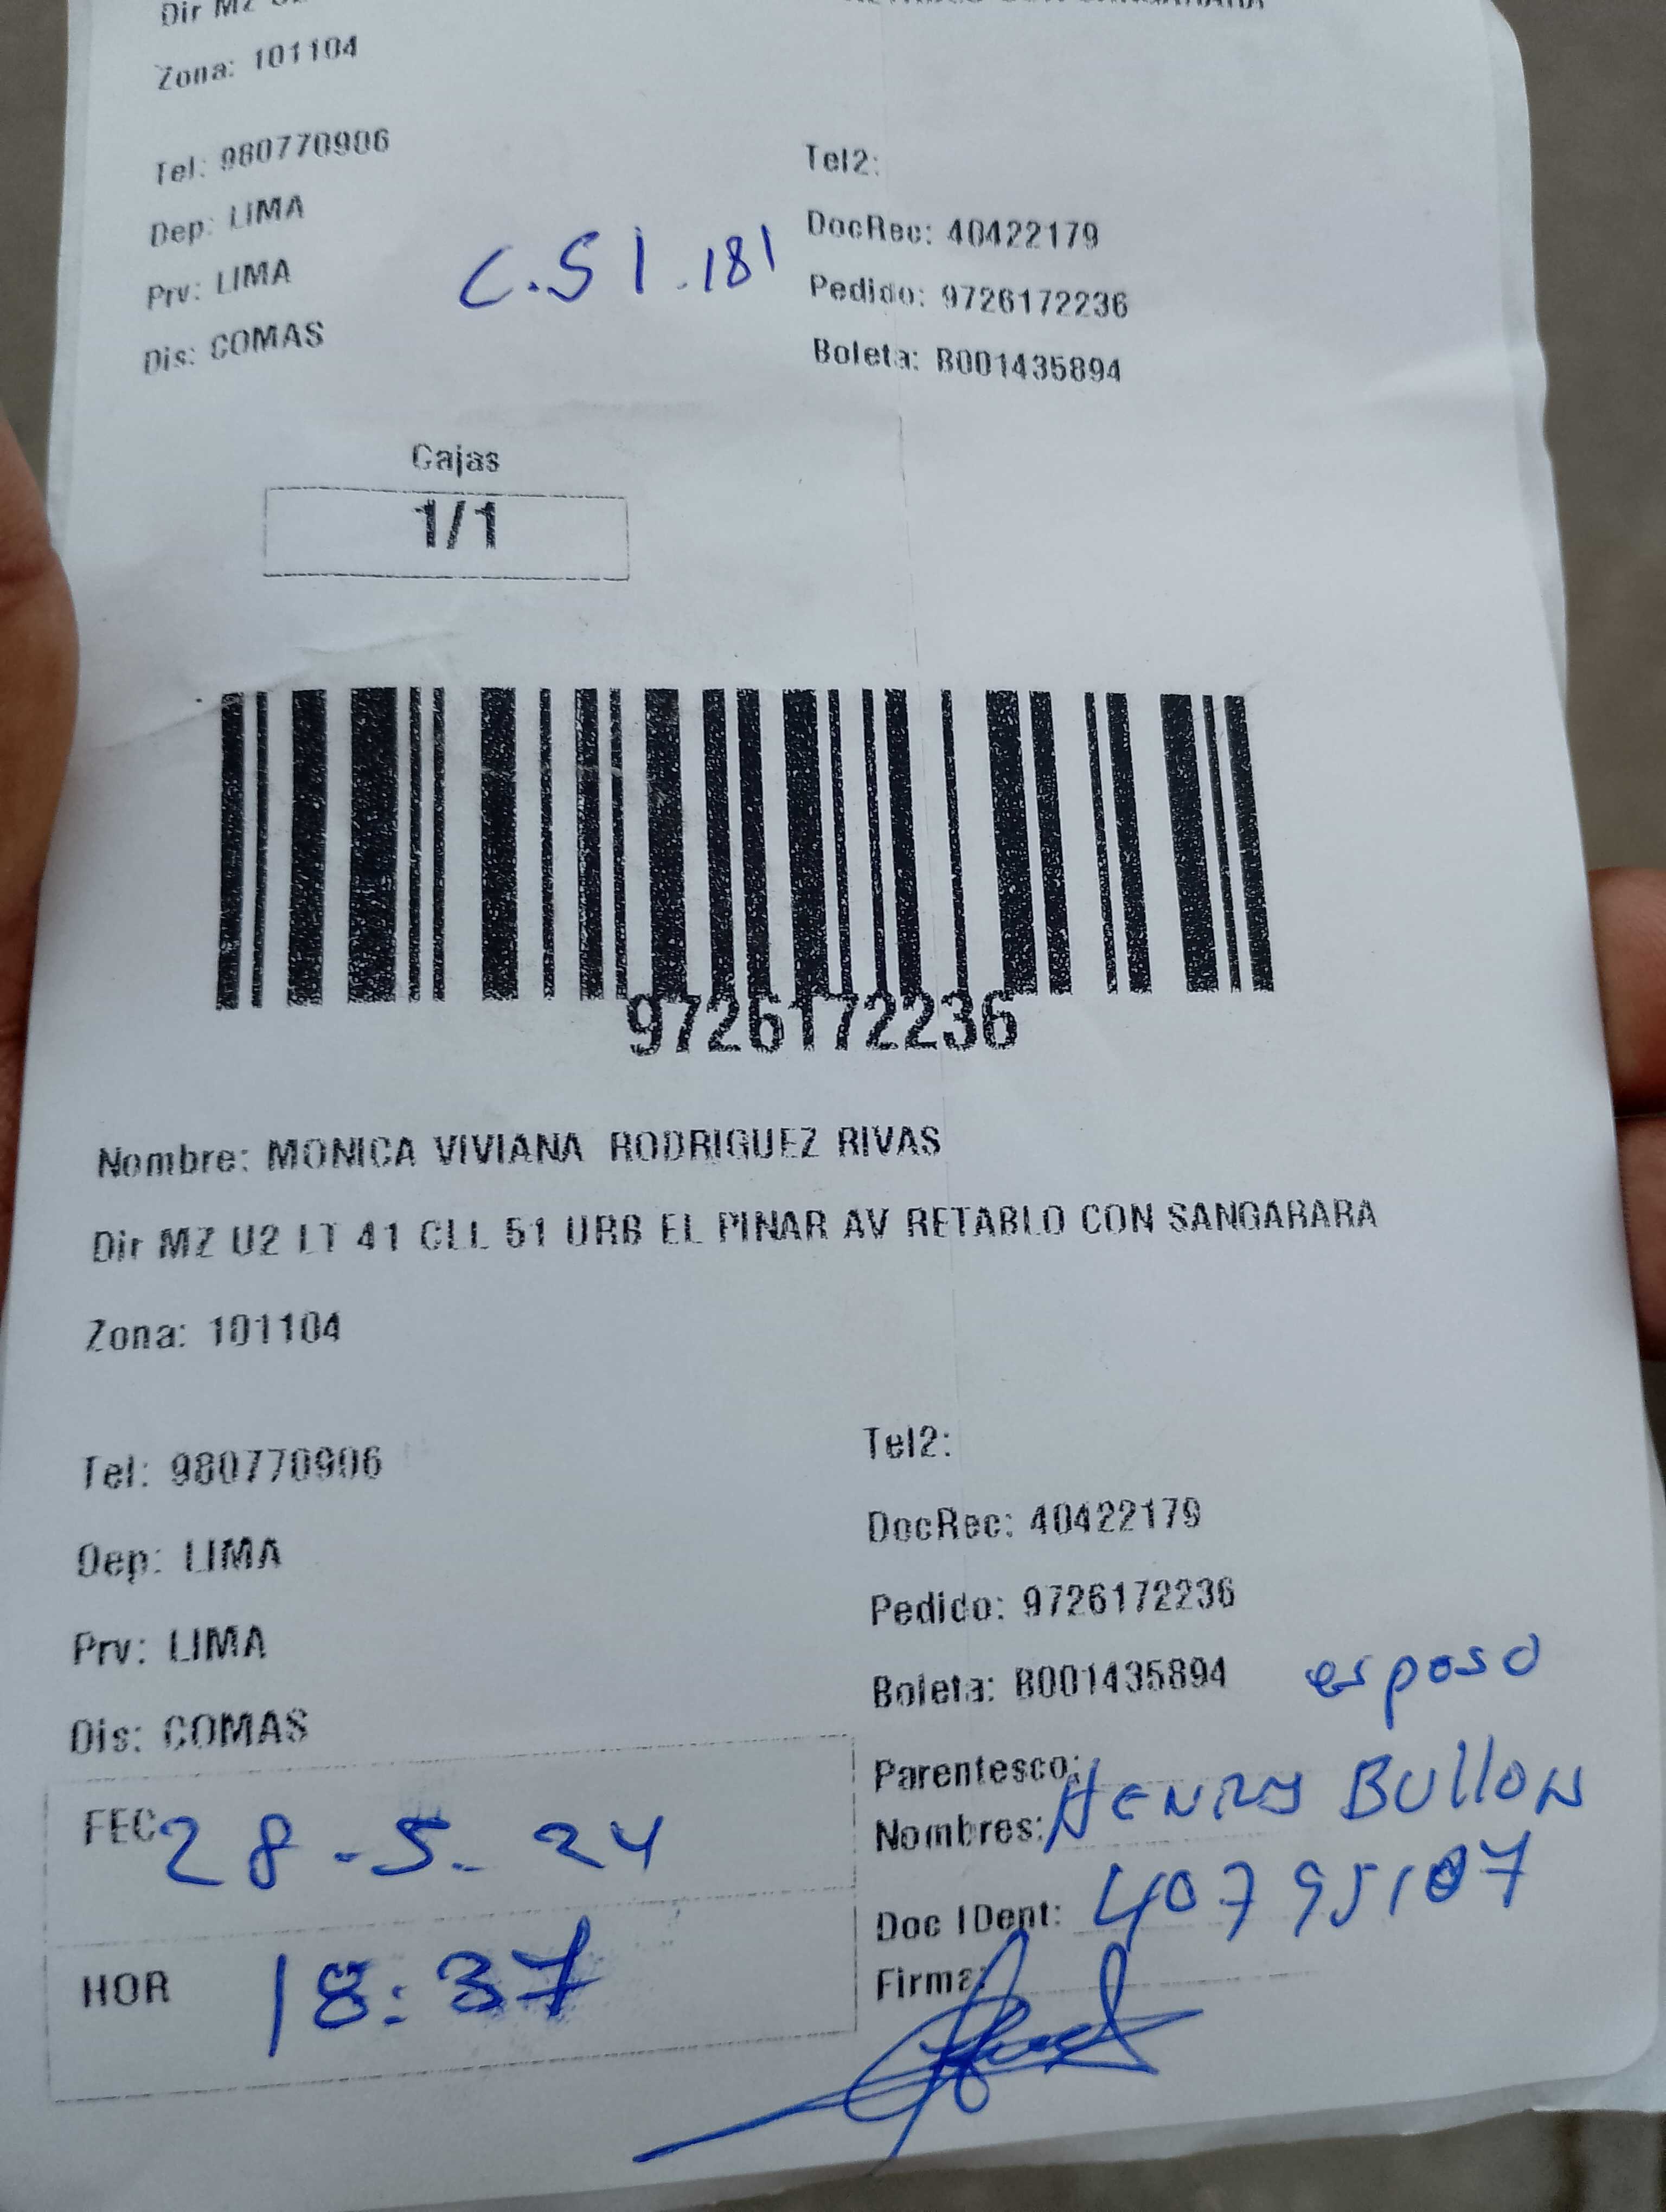 Dir MZ
Zona: 101104
Tel: 980770906
Tel2:
Dep: LIMA
DocRec: 40422179
Prv: LIMA
C.51.181
Pedido: 9726172236
Dis: COMAS
Boleta: B001435894
Cajas
1/1
9726172236
Nombre: MONICA VIVIANA RODRIGUEZ RIVAS
Dir MZ U2 LT 41 CLL 51 URB EL PINAR AV RETABLO CON SANGARARA
Zona: 101104
Tel: 980770906
Tel2:
Dep: LIMA
DocRec: 40422179
Prv: LIMA
Pedido: 9726172236
Dis: COMAS
Boleta: B001435894
esposo
Parentesco:
Nombres: HENRY BUllON
FEC 28-5-24
Doc IDent: 40795107
HOR 18:37
Firma: